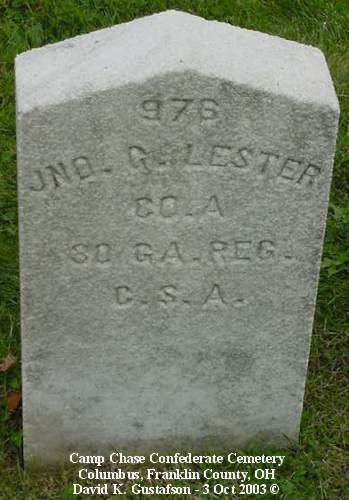 976
JNO. G. LESTER
CO. A
30 GA. REG.
C. S. A.
Camp Chase Confederate Cemetery
Columbus, Franklin County, OH
David K. Gustafson - 3 Oct 2003 ©